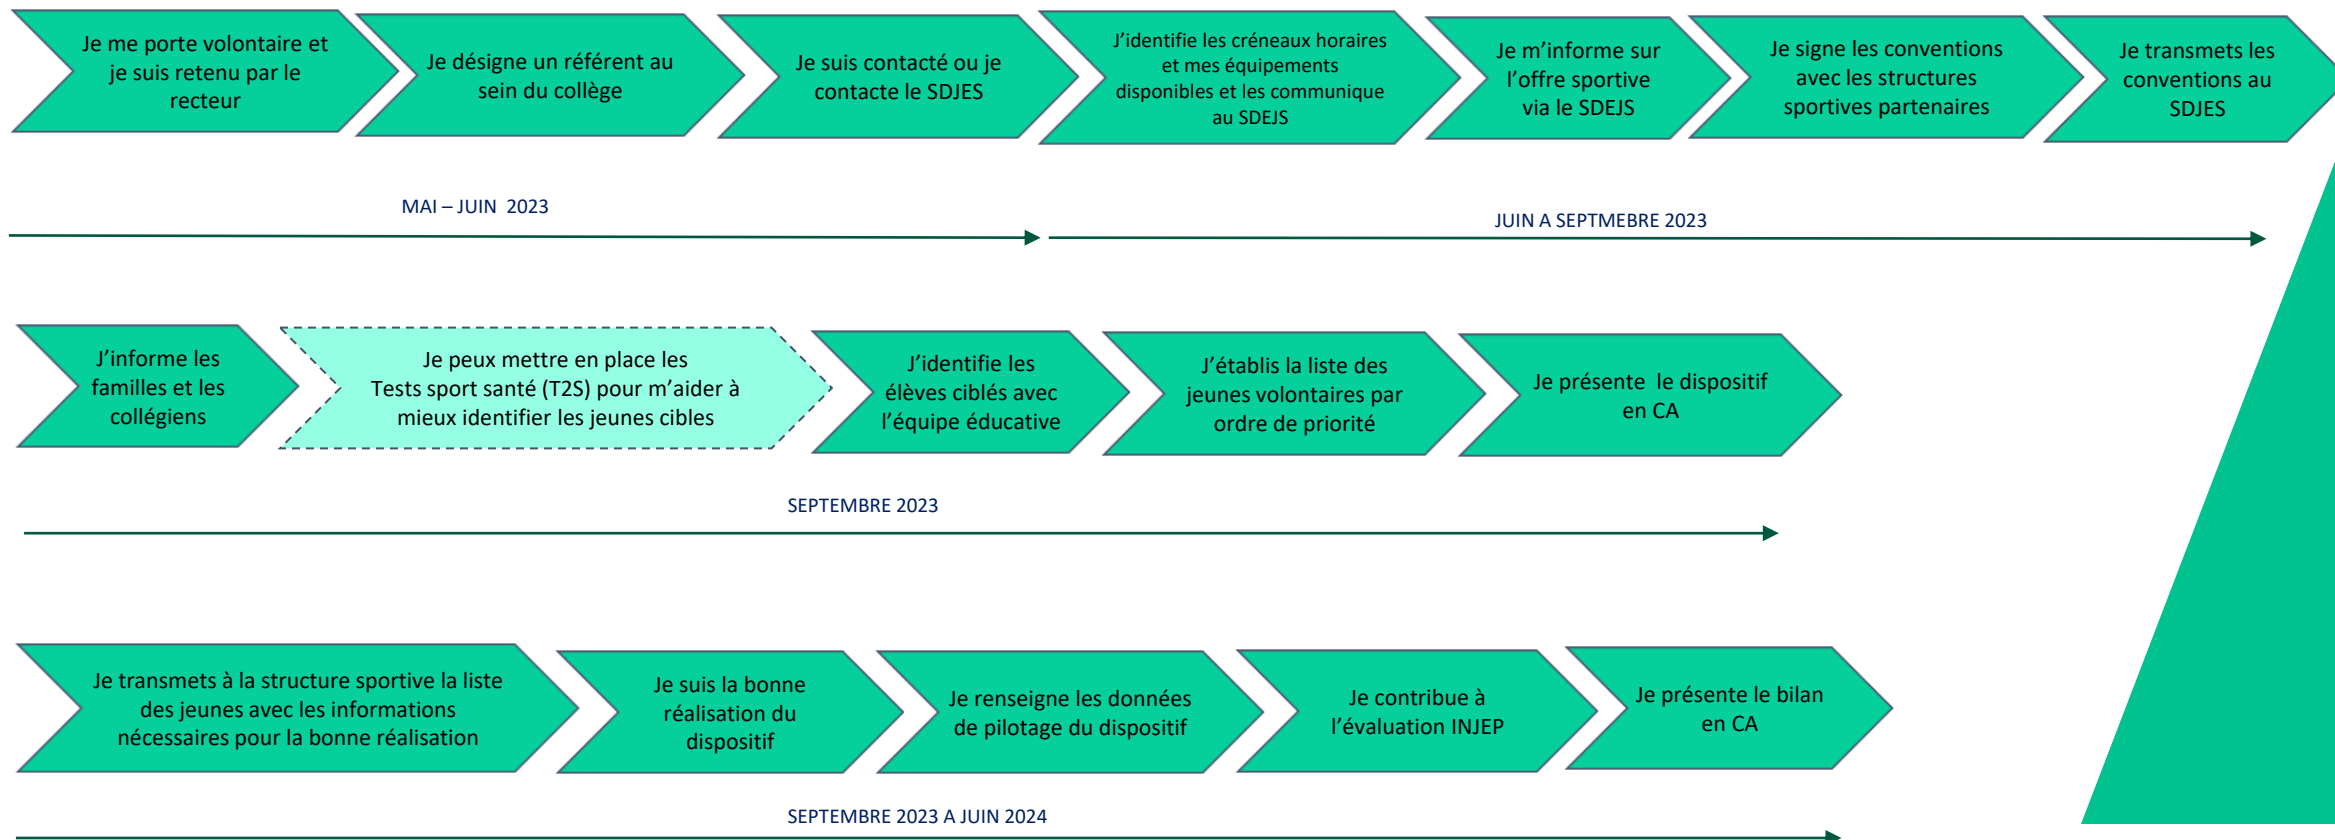 Je me porte volontaire et
je suis retenu par le
recteur
Je désigne un référent au
sein du collège
Je suis contacté ou je
contacte le SDJES
J'identifie les créneaux horaires
et mes équipements
disponibles et les communique
au SDEJS
Je m'informe sur
l'offre sportive
via le SDEJS
Je signe les conventions
avec les structures
sportives partenaires
Je transmets les
conventions au
SDJES
MAI – JUIN 2023
JUIN A SEPTMEBRE 2023
J'informe les
familles et les
collégiens
Je peux mettre en place les
Tests sport santé (T2S) pour m'aider à
mieux identifier les jeunes cibles
J'identifie les
élèves ciblés avec
l'équipe éducative
J'établis la liste des
jeunes volontaires par
ordre de priorité
Je présente le dispositif
en CA
SEPTEMBRE 2023
Je transmets à la structure sportive la liste
des jeunes avec les informations
nécessaires pour la bonne réalisation
Je suis la bonne
réalisation du
dispositif
Je renseigne les données
de pilotage du dispositif
Je contribue à
l'évaluation INJEP
Je présente le bilan
en CA
SEPTEMBRE 2023 A JUIN 2024